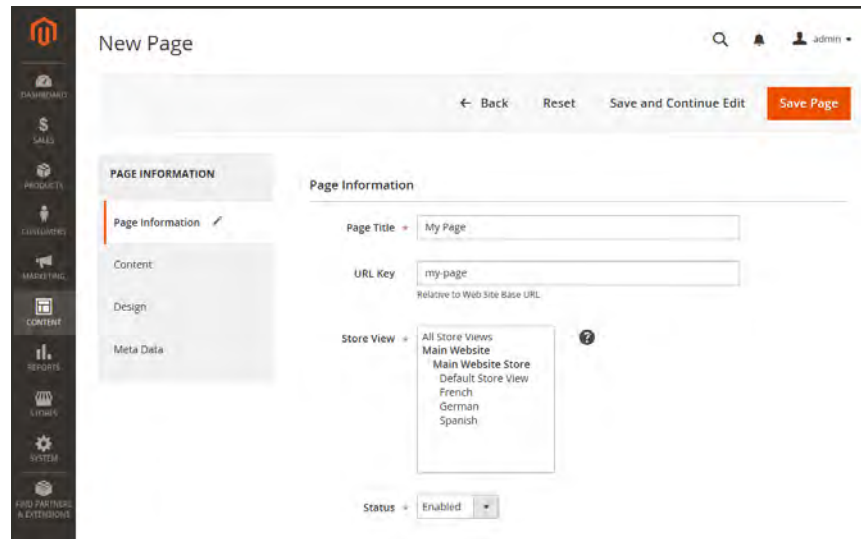 New Page
admin
DASHBOARD
← Back Reset Save and Continue Edit Save Page
SALES
PAGE INFORMATION
Page Information
PRODUCTS
Page Information
Page Title * My Page
CUSTOMERS
Content
URL Key my-page
MARKETING
Relative to Web Site Base URL
Design
CONTENT
Store View *
All Store Views
Main Website
Main Website Store
Default Store View
French
German
Spanish
Meta Data
REPORTS
STORES
SYSTEM
FIND PARTNERS
& EXTENSIONS
Status * Enabled